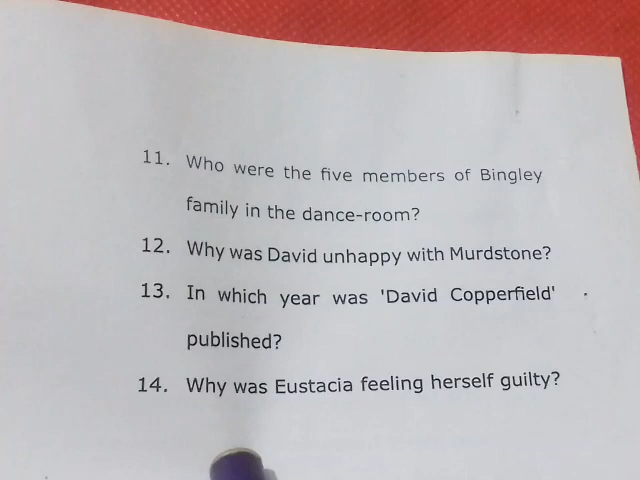 11. Who were the five members of Bingley
family in the dance-room?
12. Why was David unhappy with Murdstone?
13. In which year was 'David Copperfield'
published?
14. Why was Eustacia feeling herself guilty?